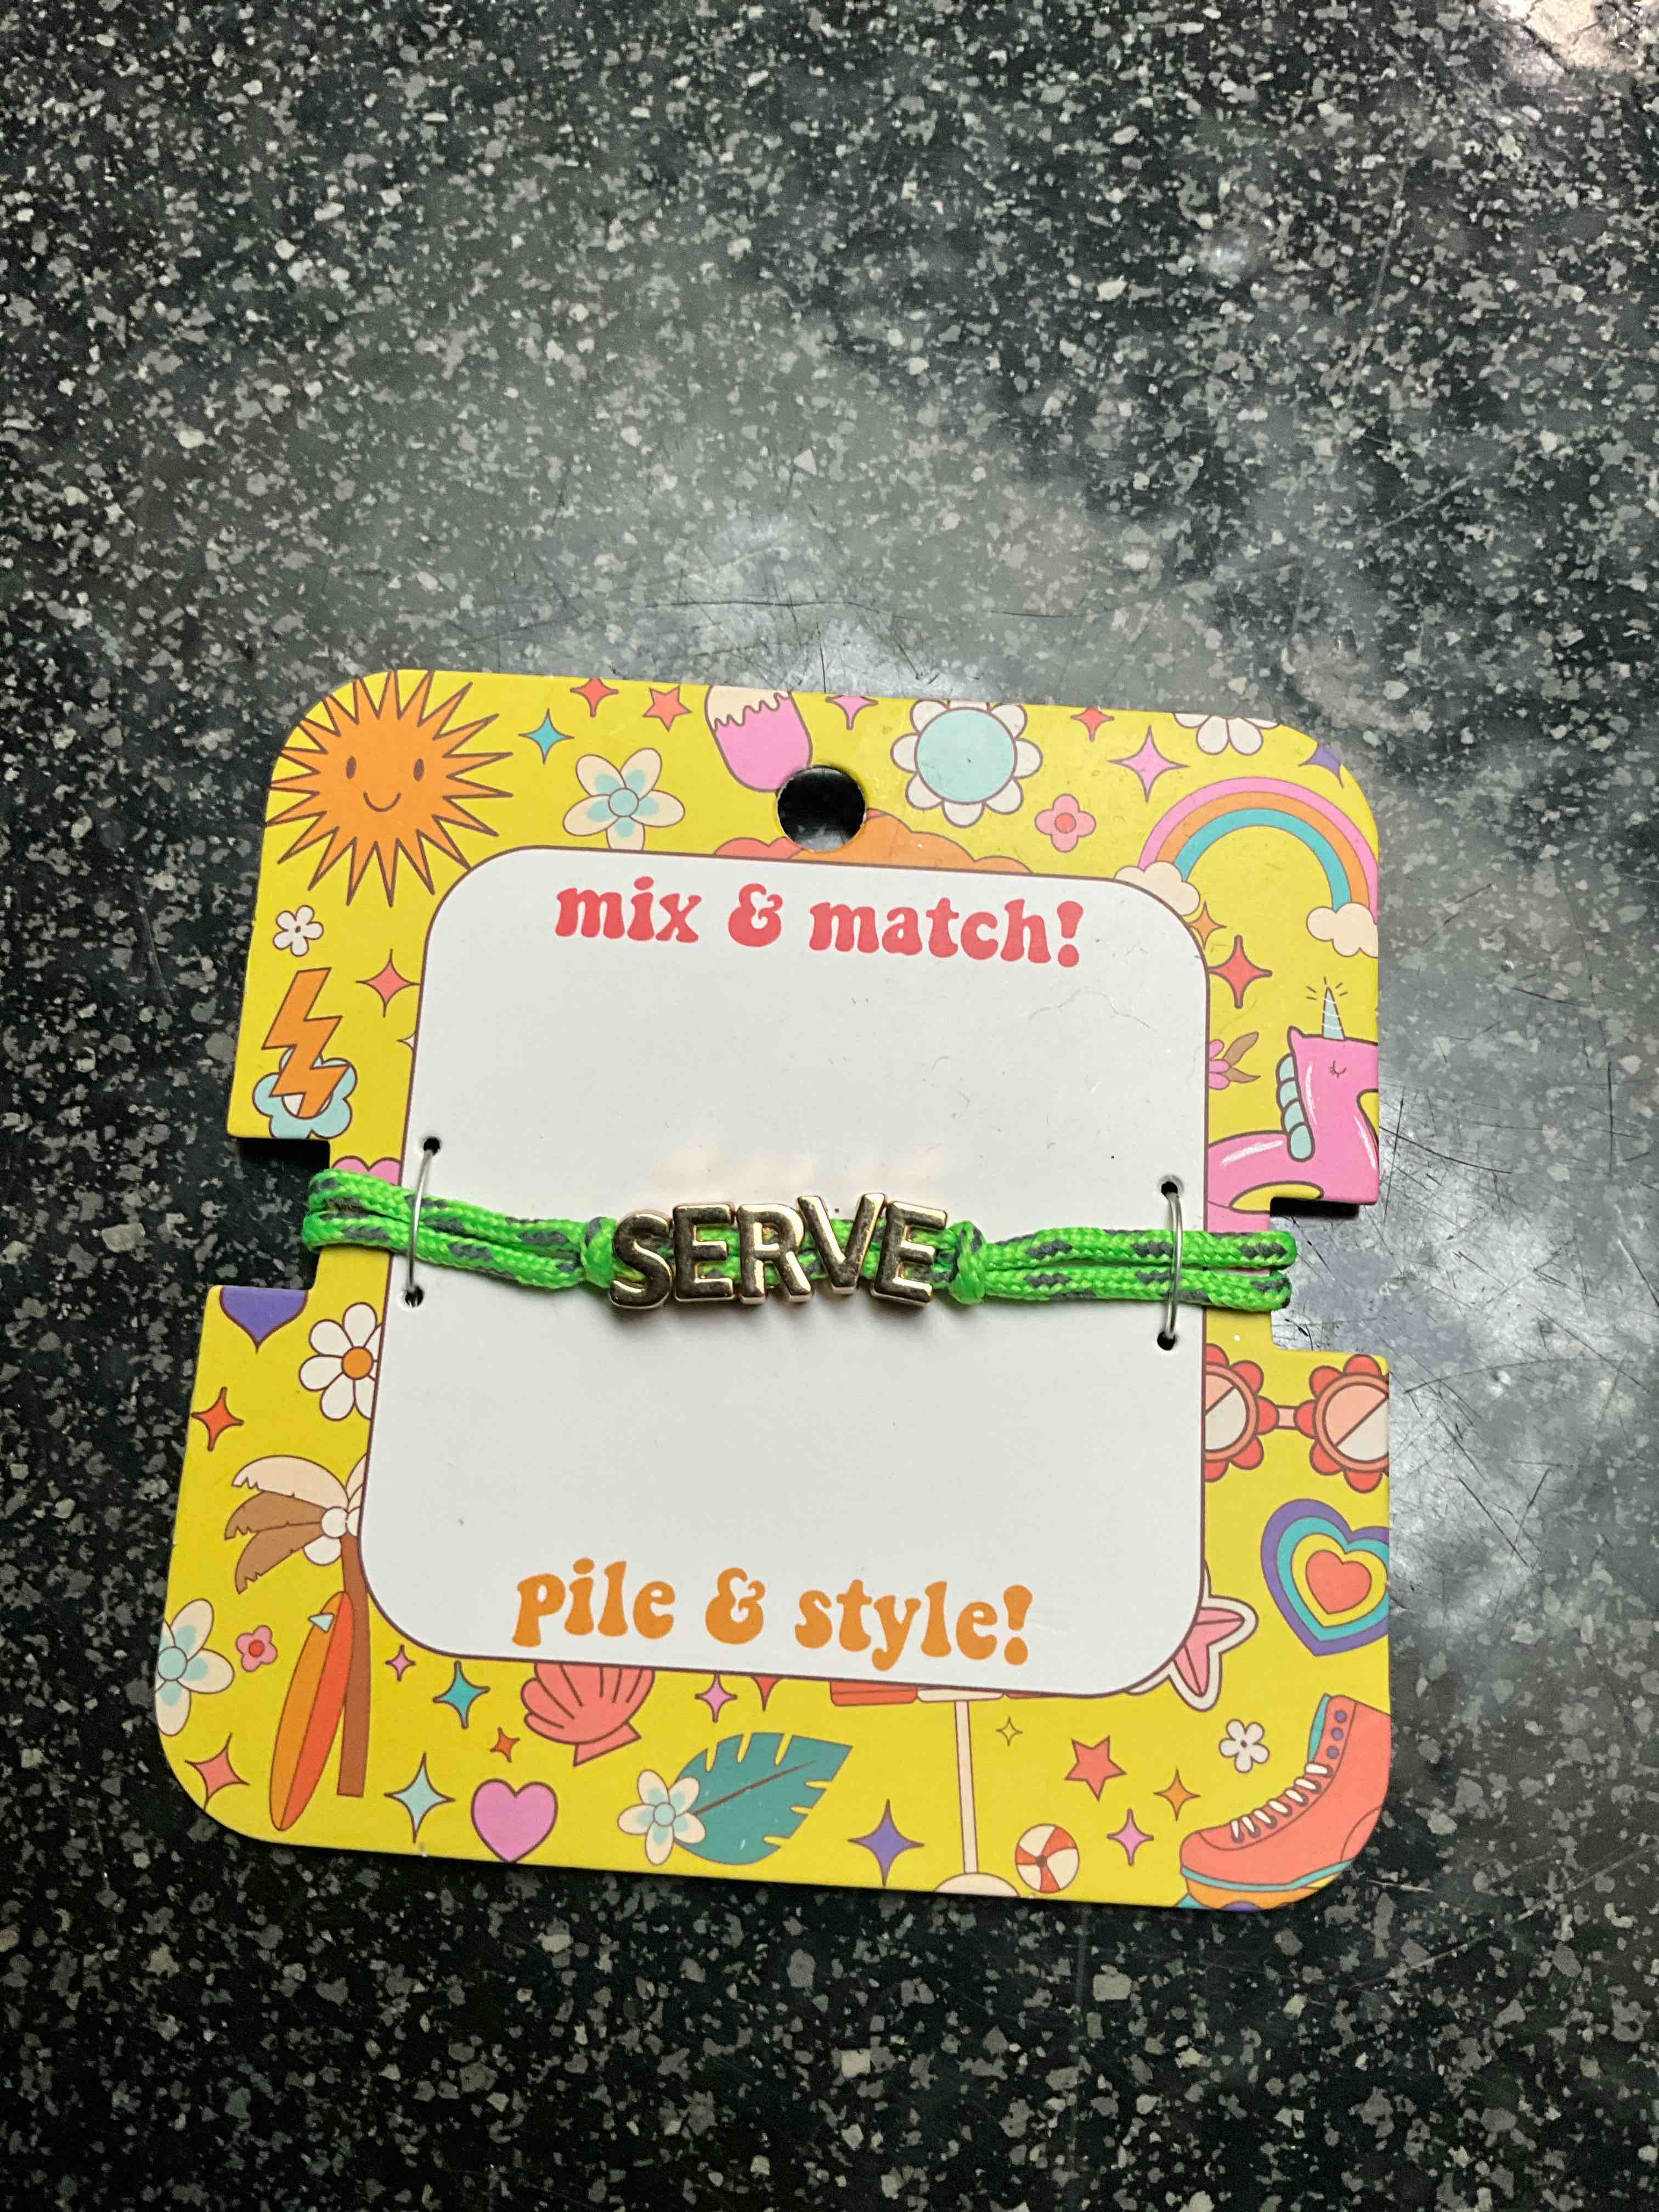 mix & match!
SERVE
pile & style!